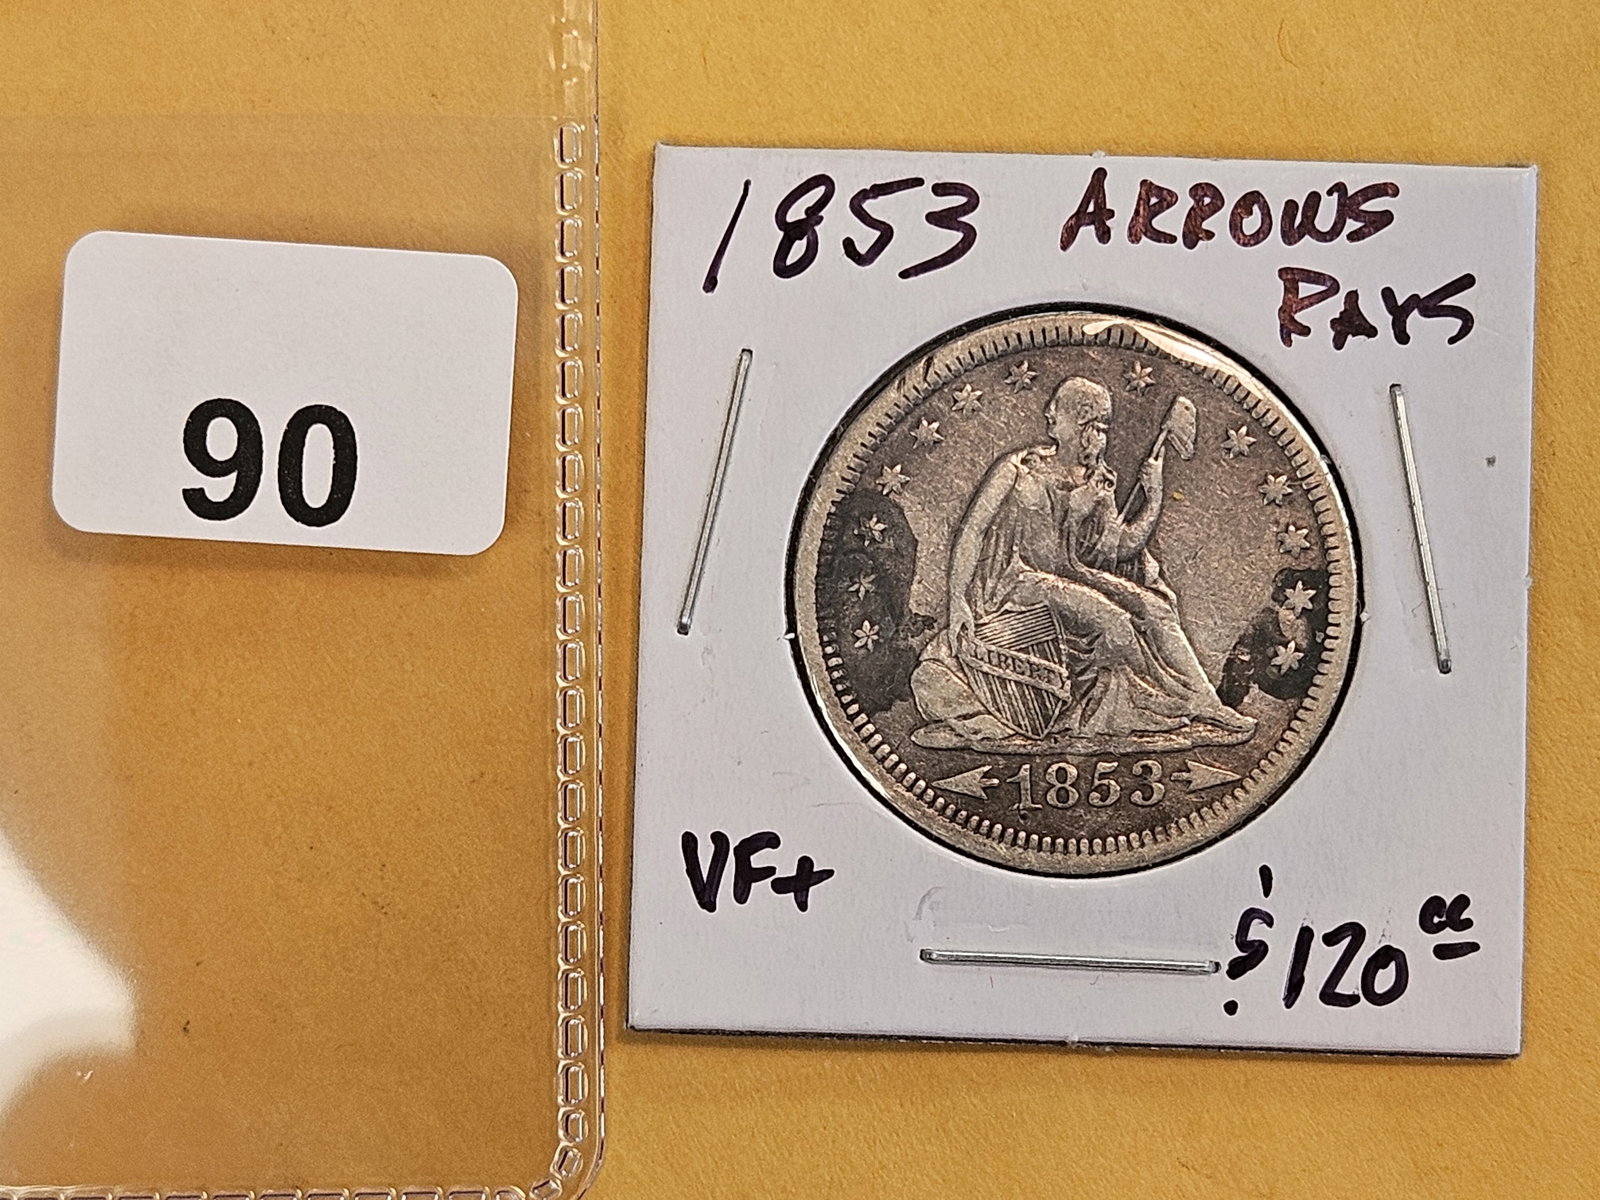 90
1853 ARROWS
RAYS
LIBERTY
1853
VF+
$120 00